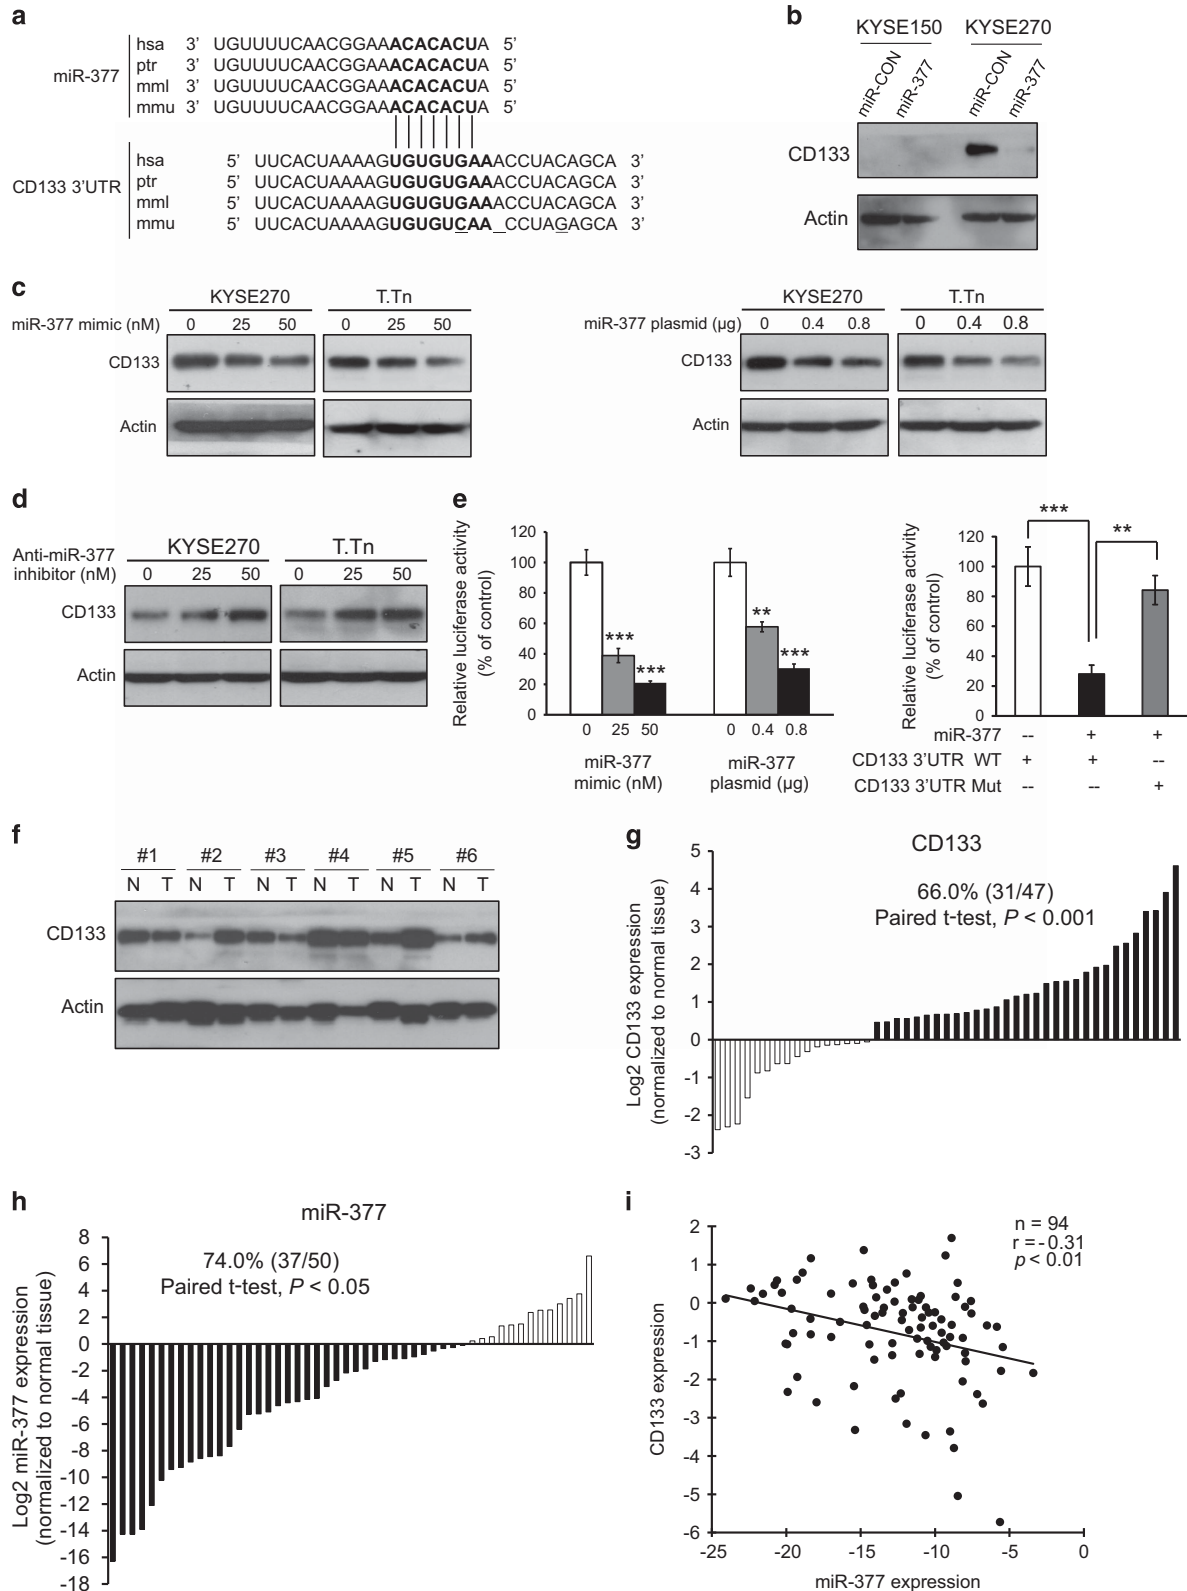 a
miR-377
hsa 3' UGUUUUCAACGGAAACACACUA 5'
ptr 3' UGUUUUCAACGGAAACACACUA 5'
mml 3' UGUUUUCAACGGAAACACACUA 5'
mmu 3' UGUUUUCAACGGAAACACACUA 5'
CD133 3'UTR
hsa 5' UUCACUAAAAGUGUGUGAAACCUACAGCA 3'
ptr 5' UUCACUAAAAGUGUGUGAAACCUACAGCA 3'
mml 5' UUCACUAAAAGUGUGUGAAACCUACAGCA 3'
mmu 5' UUCACUAAAAGUGUGUCAA_CCUAGAGCA 3'
b
KYSE150 KYSE270
miR-CON miR-377 miR-CON miR-377
CD133
Actin
c
KYSE270 T.Tn
miR-377 mimic (nM) 0 25 50 0 25 50
CD133
Actin
KYSE270 T.Tn
miR-377 plasmid (µg) 0 0.4 0.8 0 0.4 0.8
CD133
Actin
d
KYSE270 T.Tn
Anti-miR-377
inhibitor (nM) 0 25 50 0 25 50
CD133
Actin
e
Relative luciferase activity
(% of control)
120
100
80
60
40
20
0
***
***
**
***
0 25 50 0 0.4 0.8
miR-377
mimic (nM)
miR-377
plasmid (µg)
Relative luciferase activity
(% of control)
***
**
120
100
80
60
40
20
0
miR-377 -- + +
CD133 3'UTR WT + + --
CD133 3'UTR Mut -- -- +
f
#1 #2 #3 #4 #5 #6
N T N T N T N T N T N T
CD133
Actin
g
CD133
66.0% (31/47)
Paired t-test, P < 0.001
Log2 CD133 expression
(normalized to normal tissue)
5
4
3
2
1
0
-1
-2
-3
h
miR-377
74.0% (37/50)
Paired t-test, P < 0.05
Log2 miR-377 expression
(normalized to normal tissue)
8
6
4
2
0
-2
-4
-6
-8
-10
-12
-14
-16
-18
i
n = 94
r = -0.31
p < 0.01
CD133 expression
2
1
0
-1
-2
-3
-4
-5
-6
-25 -20 -15 -10 -5 0
miR-377 expression